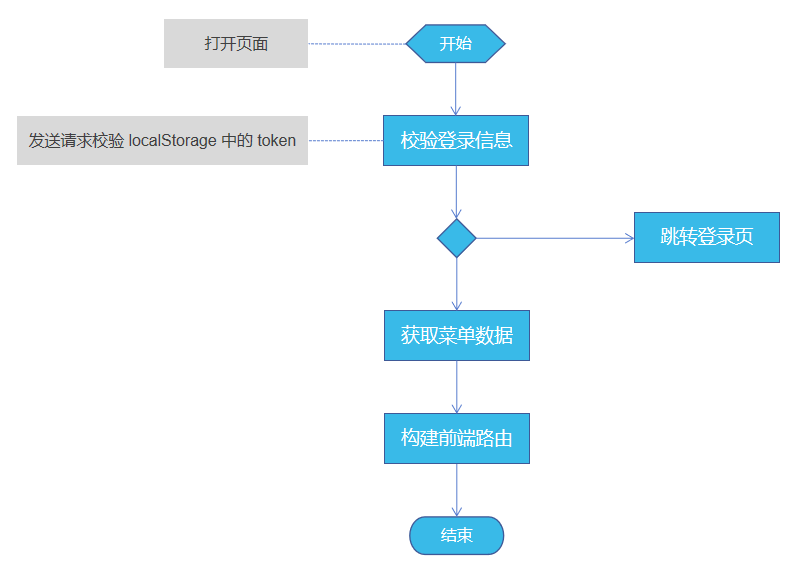 打开页面
开始
发送请求校验 localStorage 中的 token
校验登录信息
跳转登录页
获取菜单数据
构建前端路由
结束